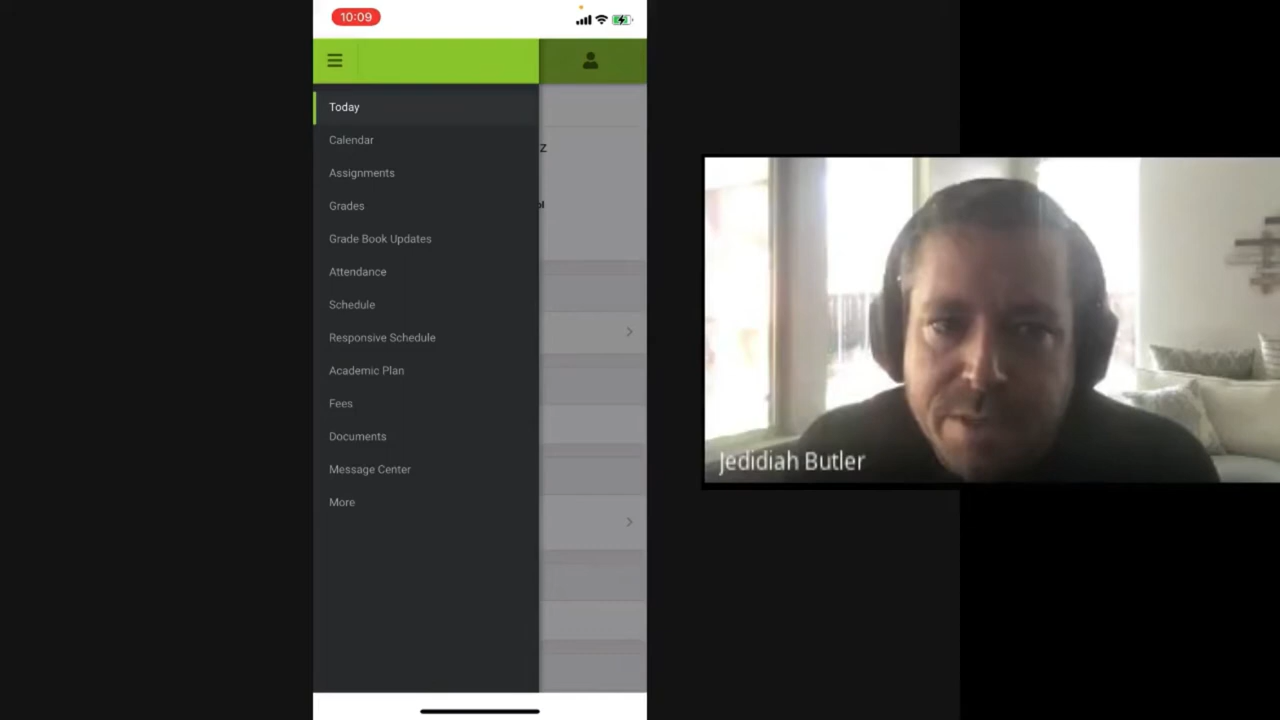 10:09
Today
Calendar
Assignments
Grades
Grade Book Updates
Attendance
Schedule
Responsive Schedule
Academic Plan
Fees
Documents
Message Center
More
z
ol
Jedidiah Butler